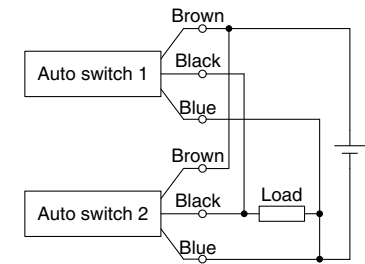 Brown
Auto switch 1
Black
Blue
Brown
Auto switch 2
Black
Load
Blue